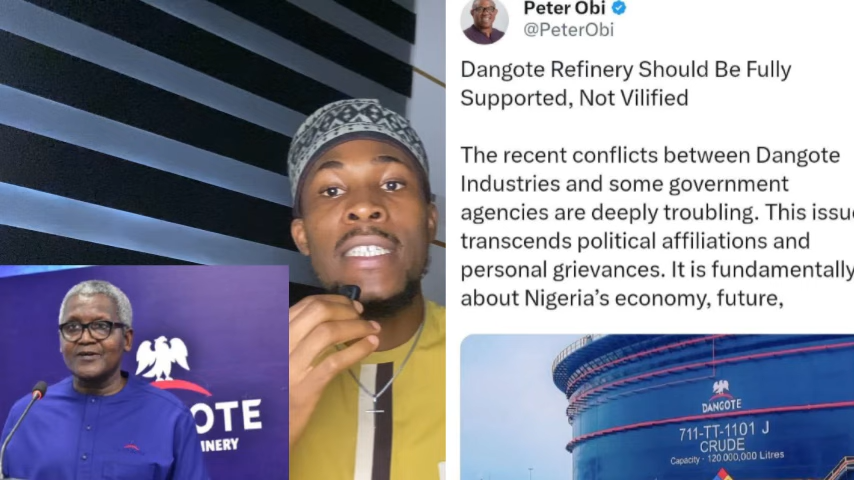 Peter Obi
@PeterObi
Dangote Refinery Should Be Fully
Supported, Not Vilified
The recent conflicts between Dangote
Industries and some government
agencies are deeply troubling. This issue
transcends political affiliations and
personal grievances. It is fundamentally
about Nigeria's economy, future,
DANGOTE
711-TT-1101 J
CRUDE
Capacity - 120,000,000 Litres
OTE
INERY